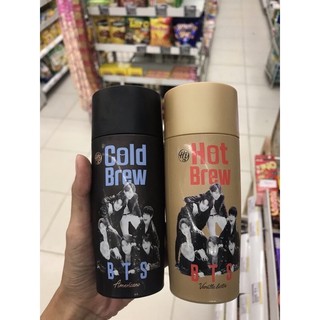 Cold
Brew
BTS
Americano
Hot
Brew
BTS
Vanilla Latte